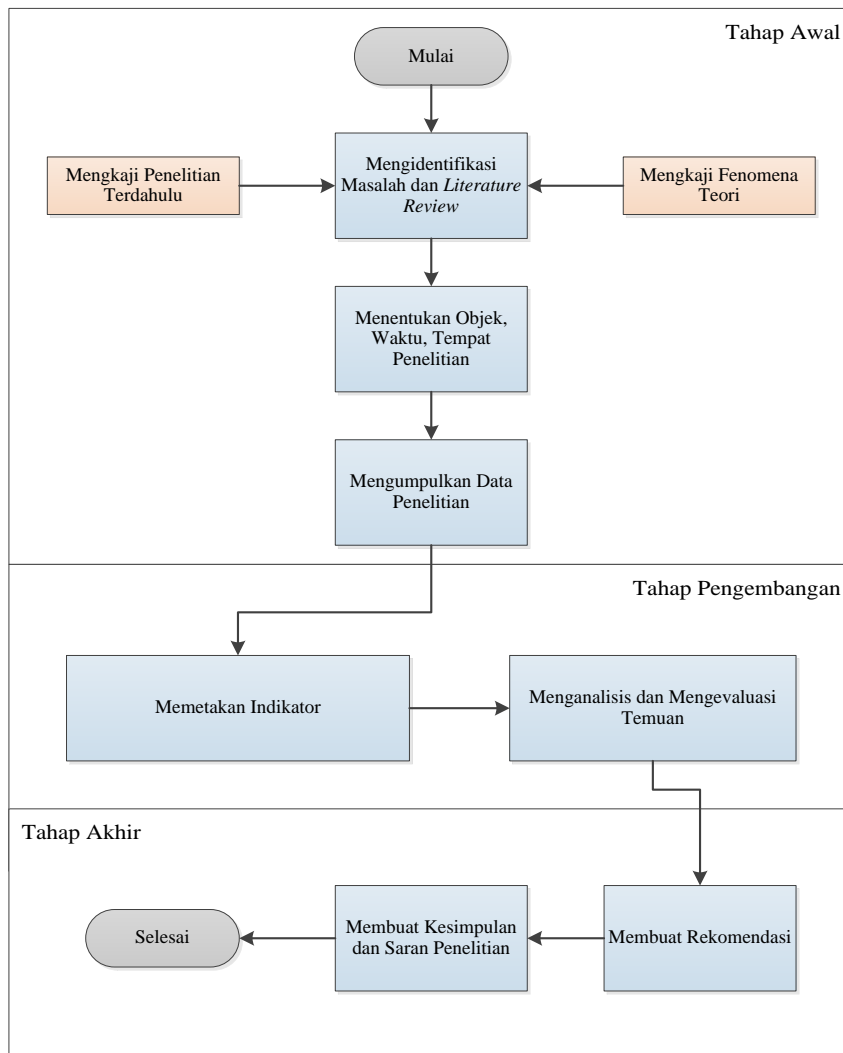 Tahap Awal
Mulai
Mengkaji Penelitian
Terdahulu
Mengidentifikasi
Masalah dan Literature
Review
Mengkaji Fenomena
Teori
Menentukan Objek,
Waktu, Tempat
Penelitian
Mengumpulkan Data
Penelitian
Tahap Pengembangan
Memetakan Indikator
Menganalisis dan Mengevaluasi
Temuan
Tahap Akhir
Selesai
Membuat Kesimpulan
dan Saran Penelitian
Membuat Rekomendasi